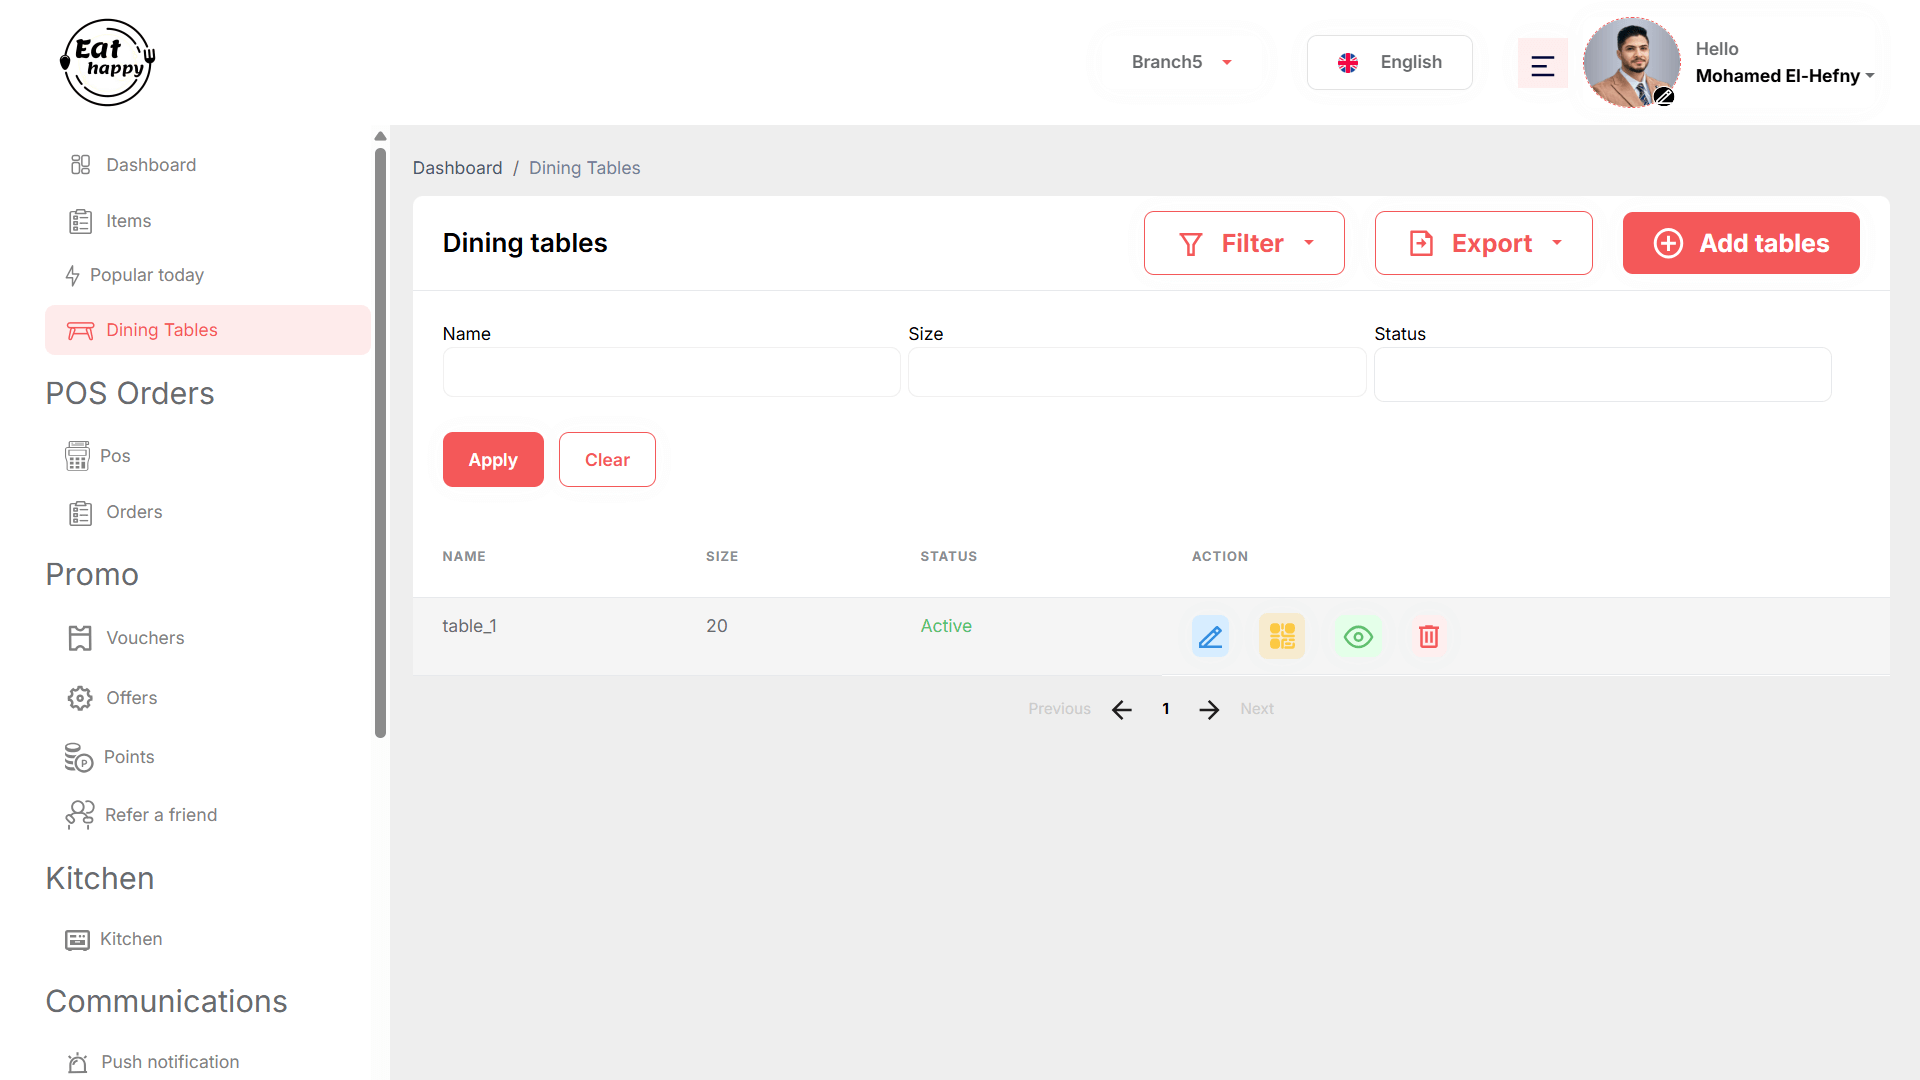 Eat
happy
Branch5
English
Hello
Mohamed El-Hefny
Dashboard
Items
Popular today
Dining Tables
POS Orders
Pos
Orders
Promo
Vouchers
Offers
Points
Refer a friend
Kitchen
Kitchen
Communications
Push notification
Dashboard / Dining Tables
Dining tables
Filter
Export
Add tables
Name Size Status
Apply Clear
NAME SIZE STATUS ACTION
table_1 20 Active
Previous 1 Next